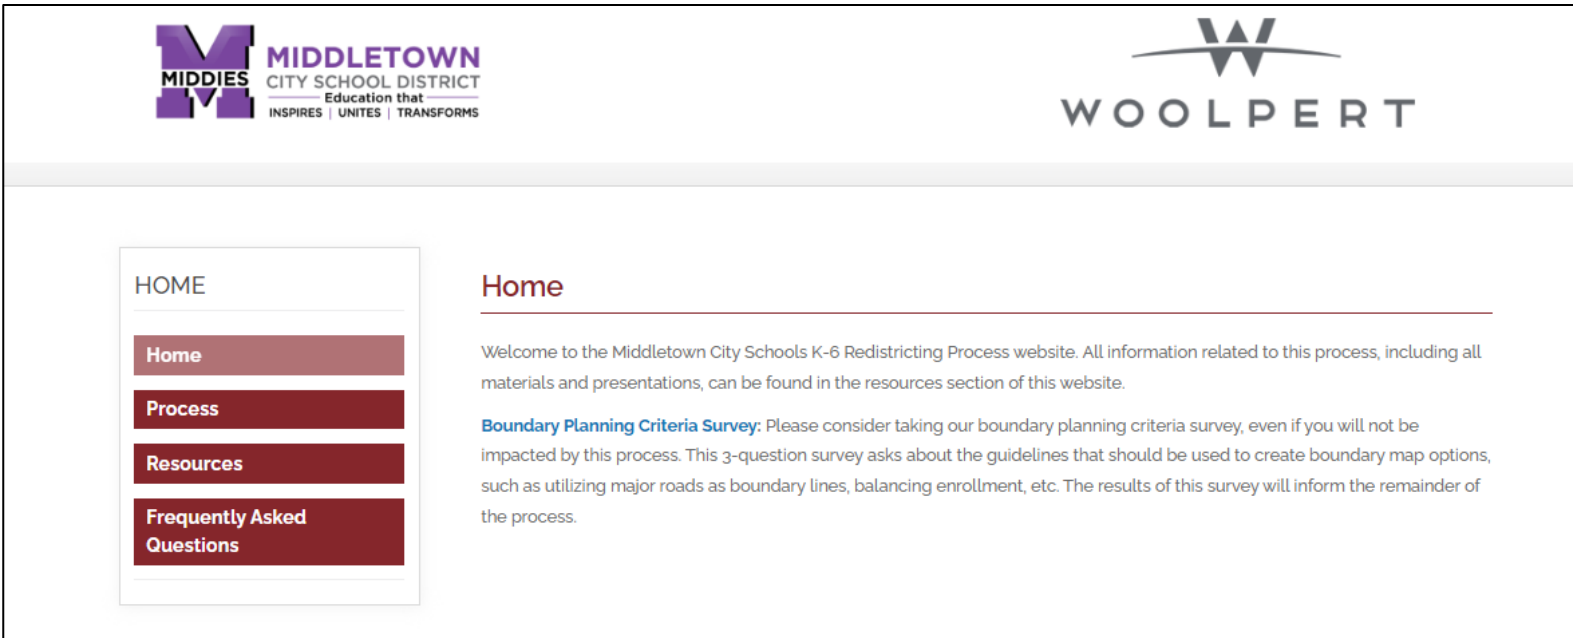 MIDDIES
MIDDLETOWN
CITY SCHOOL DISTRICT
Education that
INSPIRES | UNITES | TRANSFORMS
WOOLPERT
HOME
Home
Process
Resources
Frequently Asked
Questions
Home
Welcome to the Middletown City Schools K-6 Redistricting Process website. All information related to this process, including all
materials and presentations, can be found in the resources section of this website.
Boundary Planning Criteria Survey: Please consider taking our boundary planning criteria survey, even if you will not be
impacted by this process. This 3-question survey asks about the guidelines that should be used to create boundary map options,
such as utilizing major roads as boundary lines, balancing enrollment, etc. The results of this survey will inform the remainder of
the process.